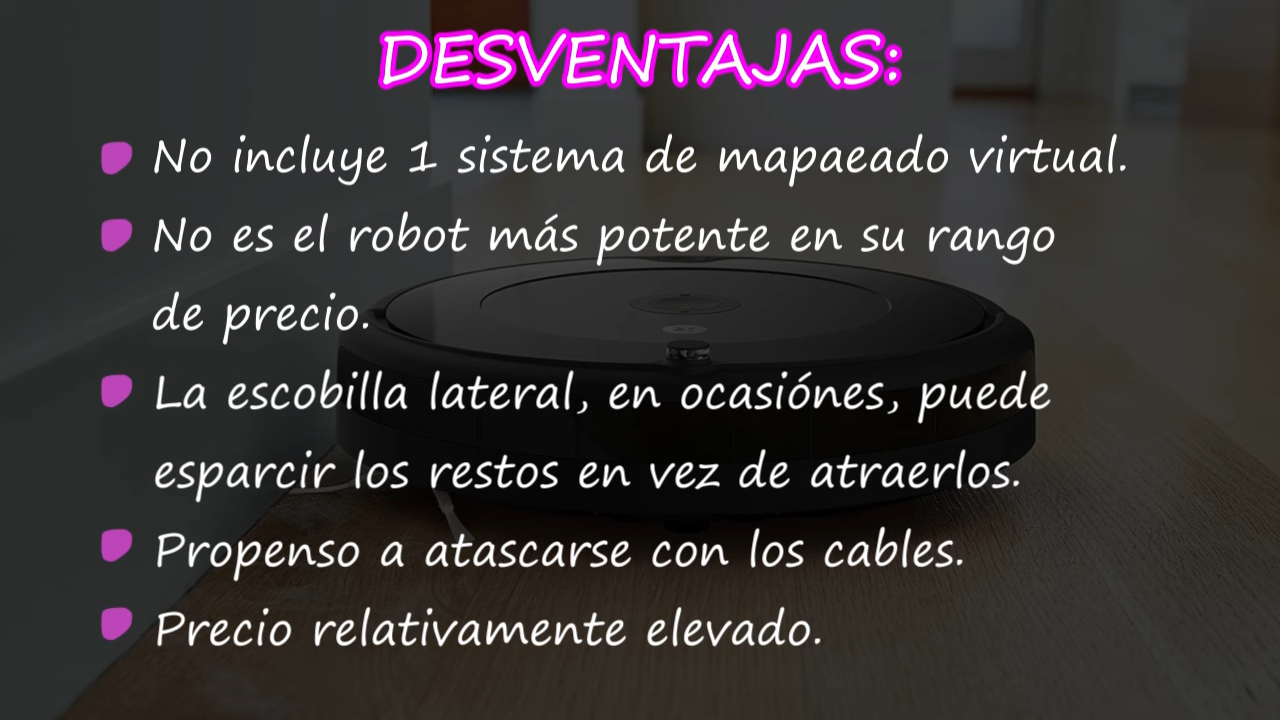 DESVENTAJAS:
No incluye 1 sistema de mapaeado virtual.
No es el robot más potente en su rango
de precio.
La escobilla lateral, en ocasiónes, puede
esparcir los restos en vez de atraerlos.
Propenso a atascarse con los cables.
Precio relativamente elevado.